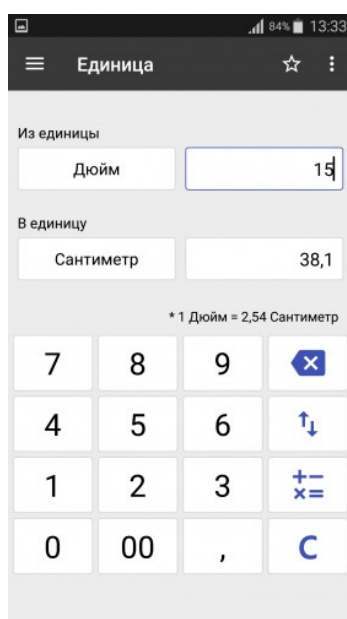 84% 13:33
Единица
Из единицы
Дюйм 15
В единицу
Сантиметр 38,1
* 1 Дюйм = 2,54 Сантиметр
7 8 9
4 5 6
1 2 3 +−×=
0 00 , C